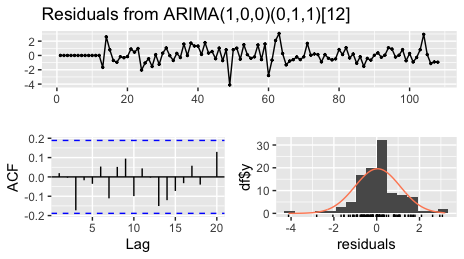 Residuals from ARIMA(1,0,0)(0,1,1)[12]
2
0
-2
-4
0 20 40 60 80 100
ACF
0.2
0.1
0.0
-0.1
-0.2
5 10 15 20
Lag
df$y
30
20
10
0
-4 -2 0 2
residuals